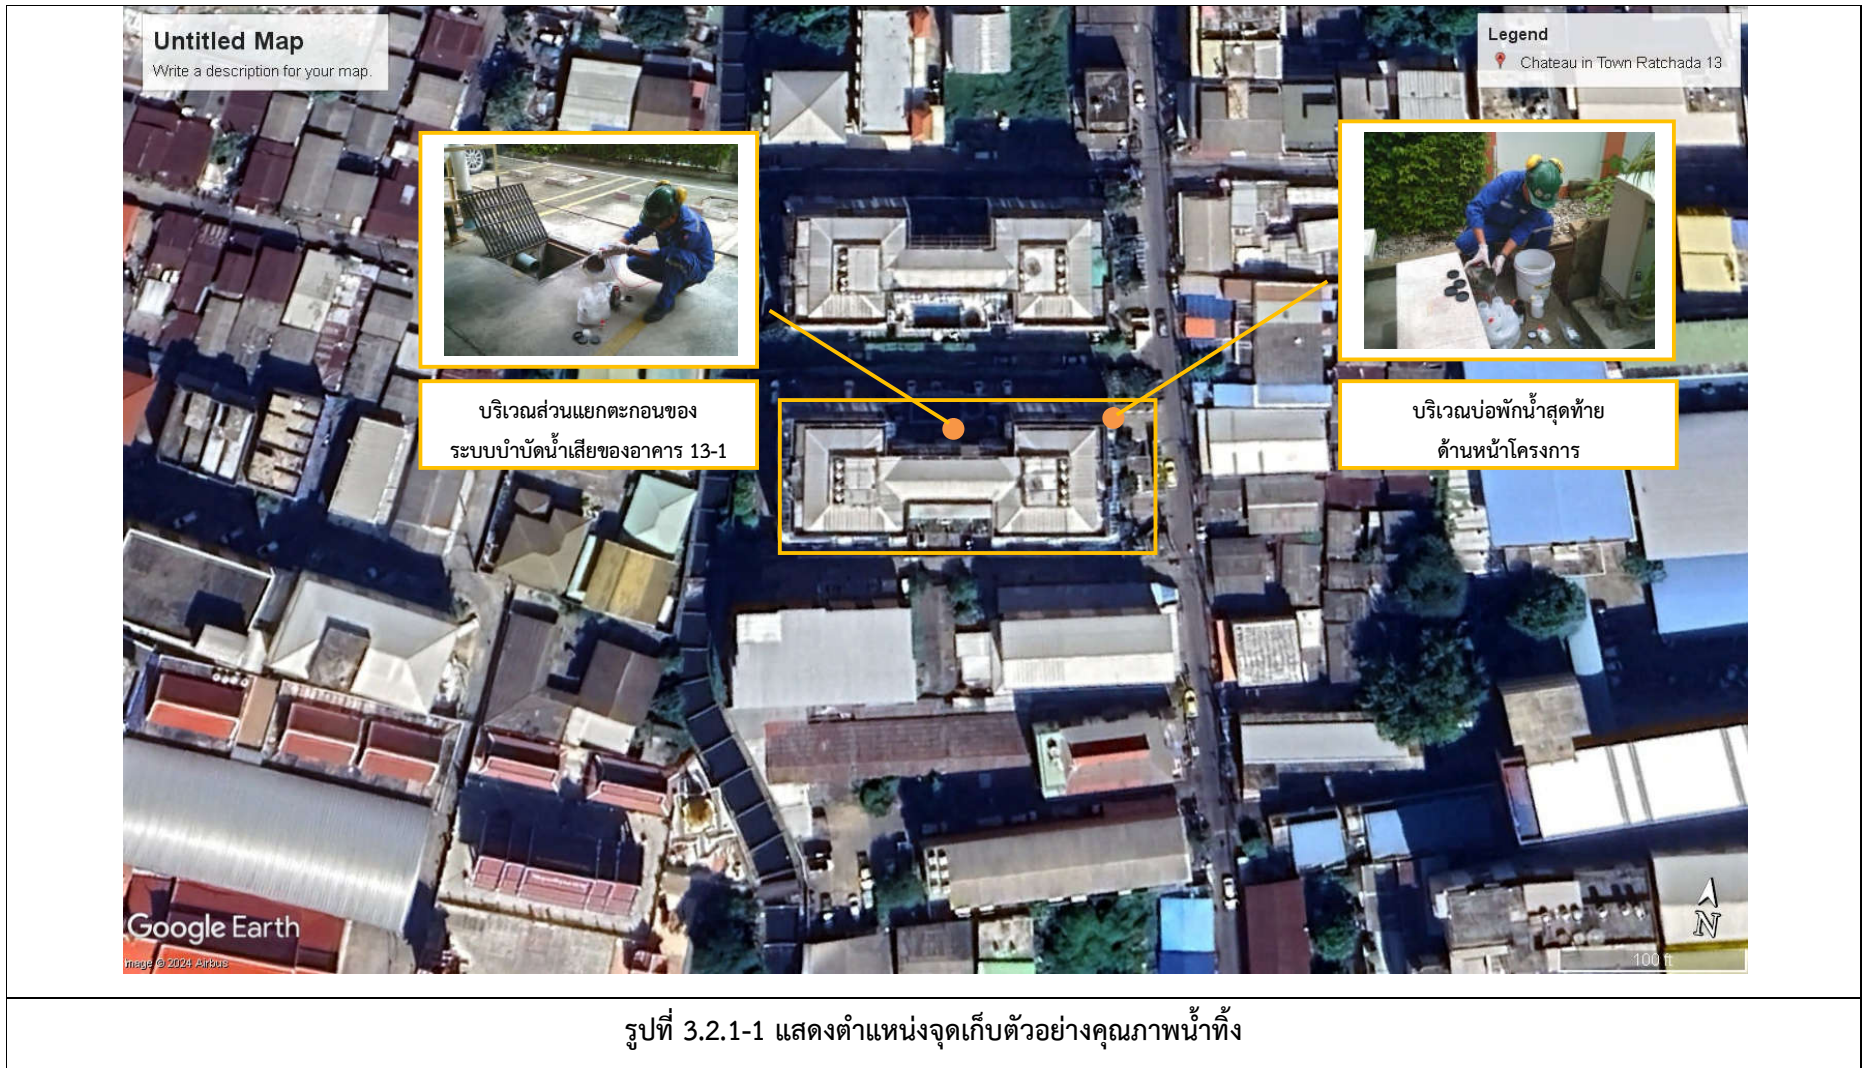 Untitled Map
Write a description for your map.
Legend
Chateau in Town Ratchada 13
บริเวณส่วนแยกตะกอนของ
ระบบบำบัดน้ำเสียของอาคาร 13-1
บริเวณบ่อพักน้ำสุดท้าย
ด้านหน้าโครงการ
Google Earth
Image © 2024 Airbus
N
100 ft
รูปที่ 3.2.1-1 แสดงตำแหน่งจุดเก็บตัวอย่างคุณภาพน้ำทิ้ง